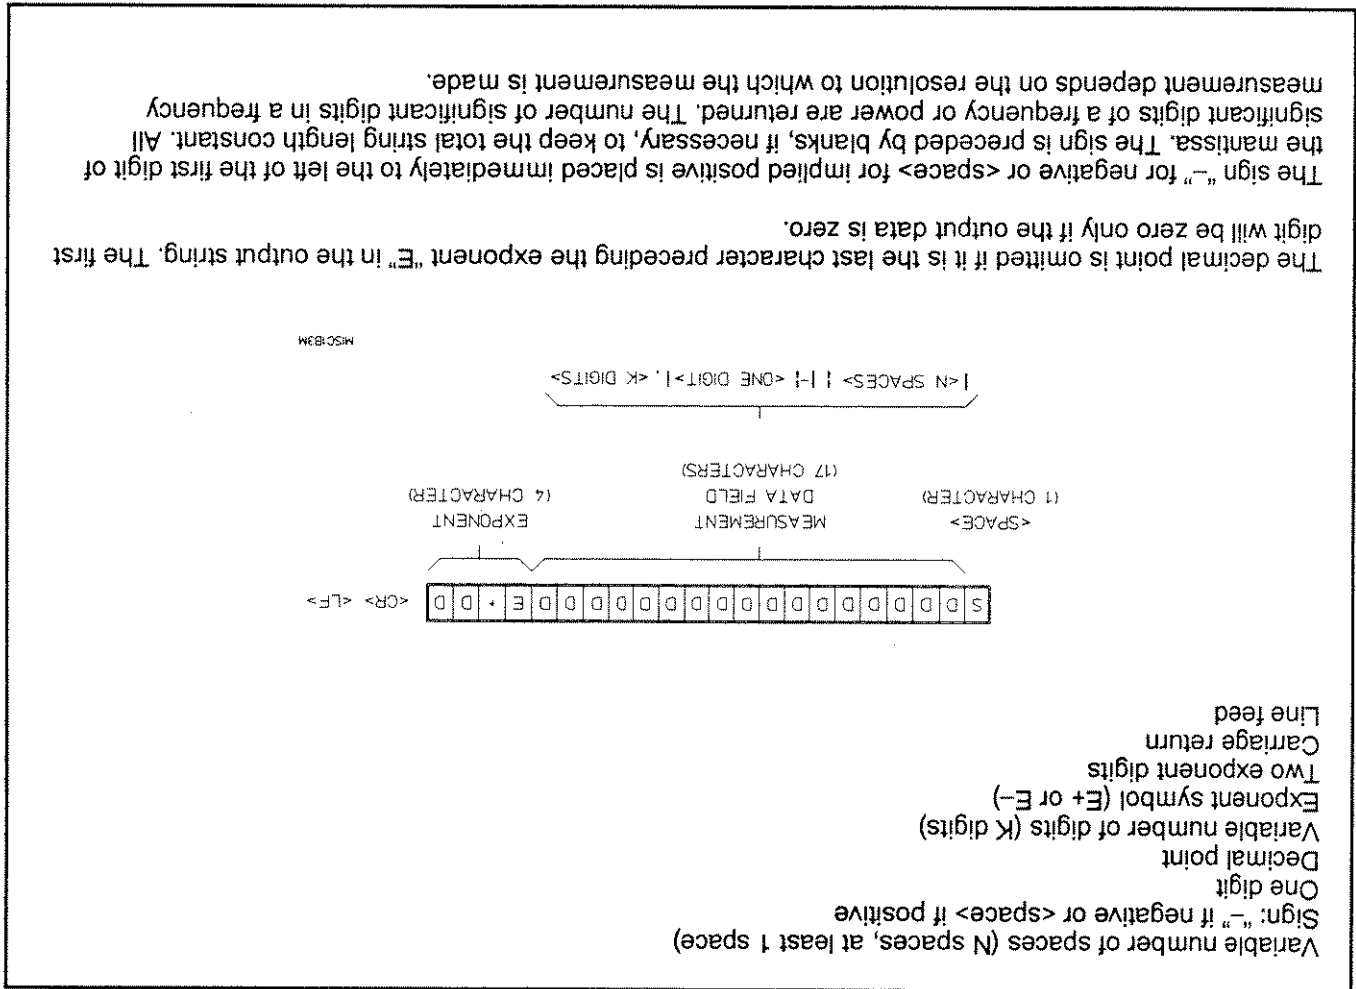 Variable number of spaces (N spaces, at least 1 space)
Sign: "–" if negative or <space> if positive
One digit
Decimal point
Variable number of digits (K digits)
Exponent symbol (E+ or E–)
Two exponent digits
Carriage return
Line feed
S D D D D D D D D D D D D D D D D D E + D D <CR> <LF>
<SPACE> MEASUREMENT EXPONENT
(1 CHARACTER) DATA FIELD (4 CHARACTER)
(17 CHARACTERS)
|<N SPACES> | |-| <ONE DIGIT>|.<K DIGITS>
MISCIB3M
The decimal point is omitted if it is the last character preceding the exponent "E" in the output string. The first
digit will be zero only if the output data is zero.
The sign "–" for negative or <space> for implied positive is placed immediately to the left of the first digit of
the mantissa. The sign is preceded by blanks, if necessary, to keep the total string length constant. All
significant digits of a frequency or power are returned. The number of significant digits in a frequency
measurement depends on the resolution to which the measurement is made.